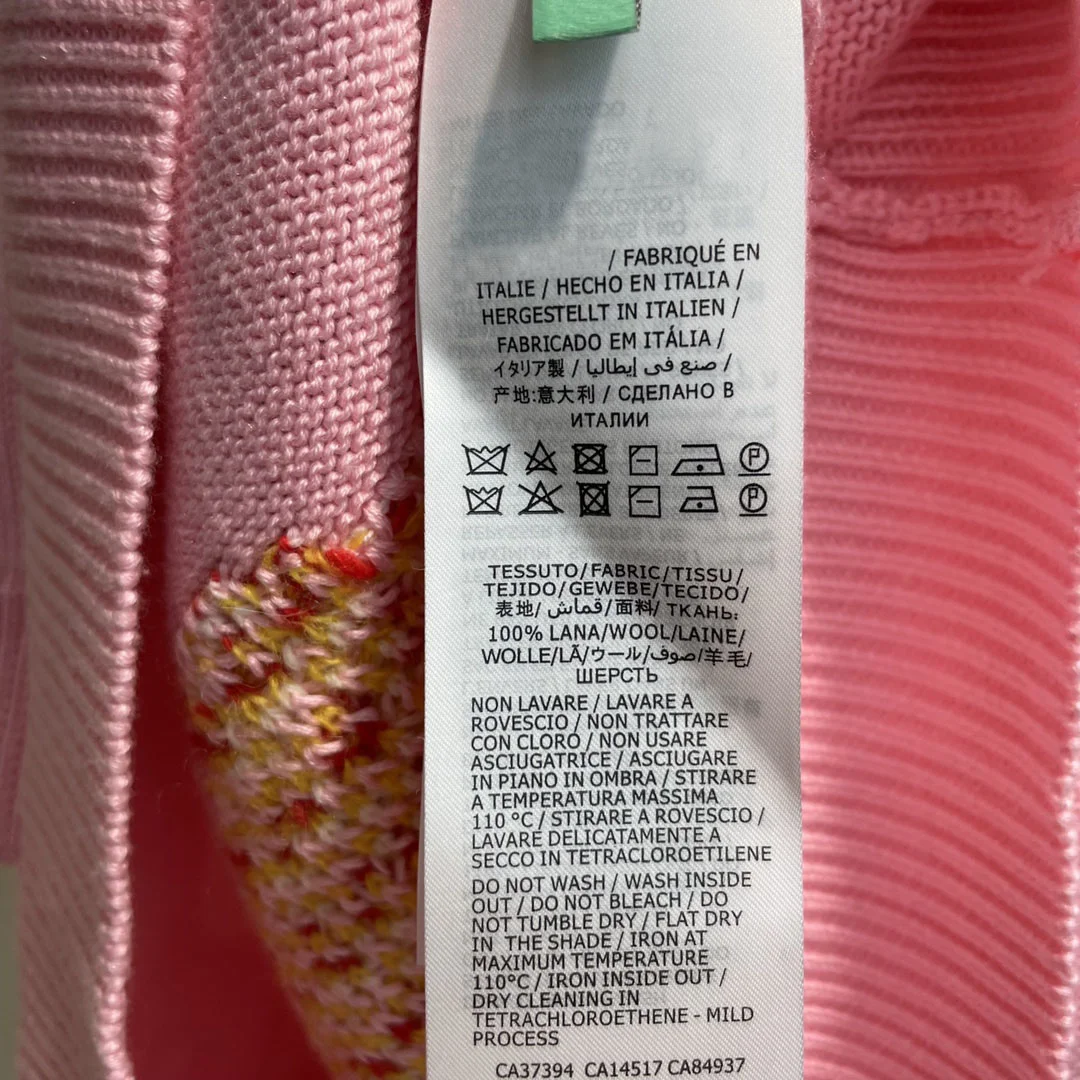 / FABRIQUÉ EN
ITALIE / HECHO EN ITALIA /
HERGESTELLT IN ITALIEN /
FABRICADO EM ITÁLIA /
イタリア製 / صنع في إيطاليا /
产地:意大利 / СДЕЛАНО В
ИТАЛИИ
P
P
TESSUTO/FABRIC/TISSU/
TEJIDO/GEWEBE/TECIDO/
表地/ قماش /面料/ ТКАНЬ:
100% LANA/WOOL/LAINE/
WOLLE/LÃ/ウール/صوف/羊毛/
ШЕРСТЬ
NON LAVARE / LAVARE A
ROVESCIO / NON TRATTARE
CON CLORO / NON USARE
ASCIUGATRICE / ASCIUGARE
IN PIANO IN OMBRA / STIRARE
A TEMPERATURA MASSIMA
110 °C / STIRARE A ROVESCIO /
LAVARE DELICATAMENTE A
SECCO IN TETRACLOROETILENE
DO NOT WASH / WASH INSIDE
OUT / DO NOT BLEACH / DO
NOT TUMBLE DRY / FLAT DRY
IN THE SHADE / IRON AT
MAXIMUM TEMPERATURE
110°C / IRON INSIDE OUT /
DRY CLEANING IN
TETRACHLOROETHENE - MILD
PROCESS
CA37394 CA14517 CA84937